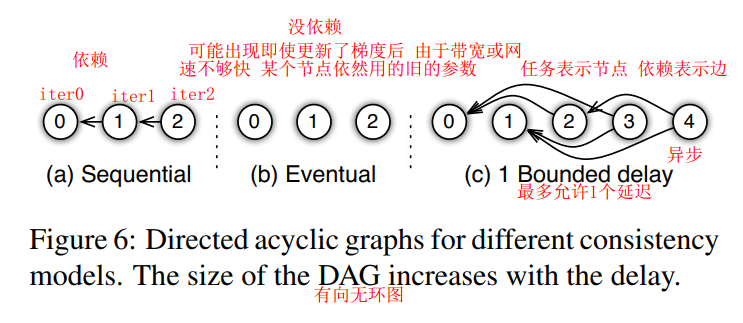 没依赖
依赖
可能出现即使更新了梯度后 由于带宽或网
速不够快 某个节点依然用的旧的参数
任务表示节点 依赖表示边
iter0 iter1 iter2
0 1 2 0 1 2 0 1 2 3 4
异步
(a) Sequential (b) Eventual (c) 1 Bounded delay
最多允许1个延迟
Figure 6: Directed acyclic graphs for different consistency
models. The size of the DAG increases with the delay.
有向无环图